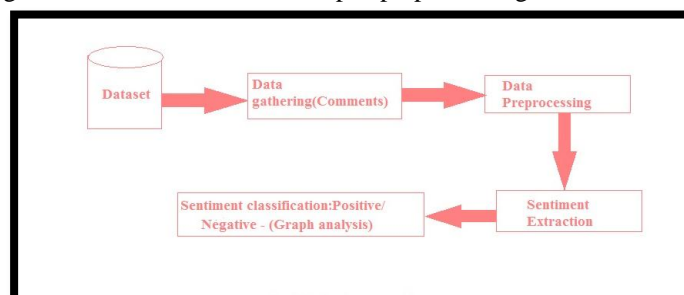 Dataset
Data
gathering(Comments)
Data
Preprocessing
Sentiment
Extraction
Sentiment classification:Positive/
Negative - (Graph analysis)